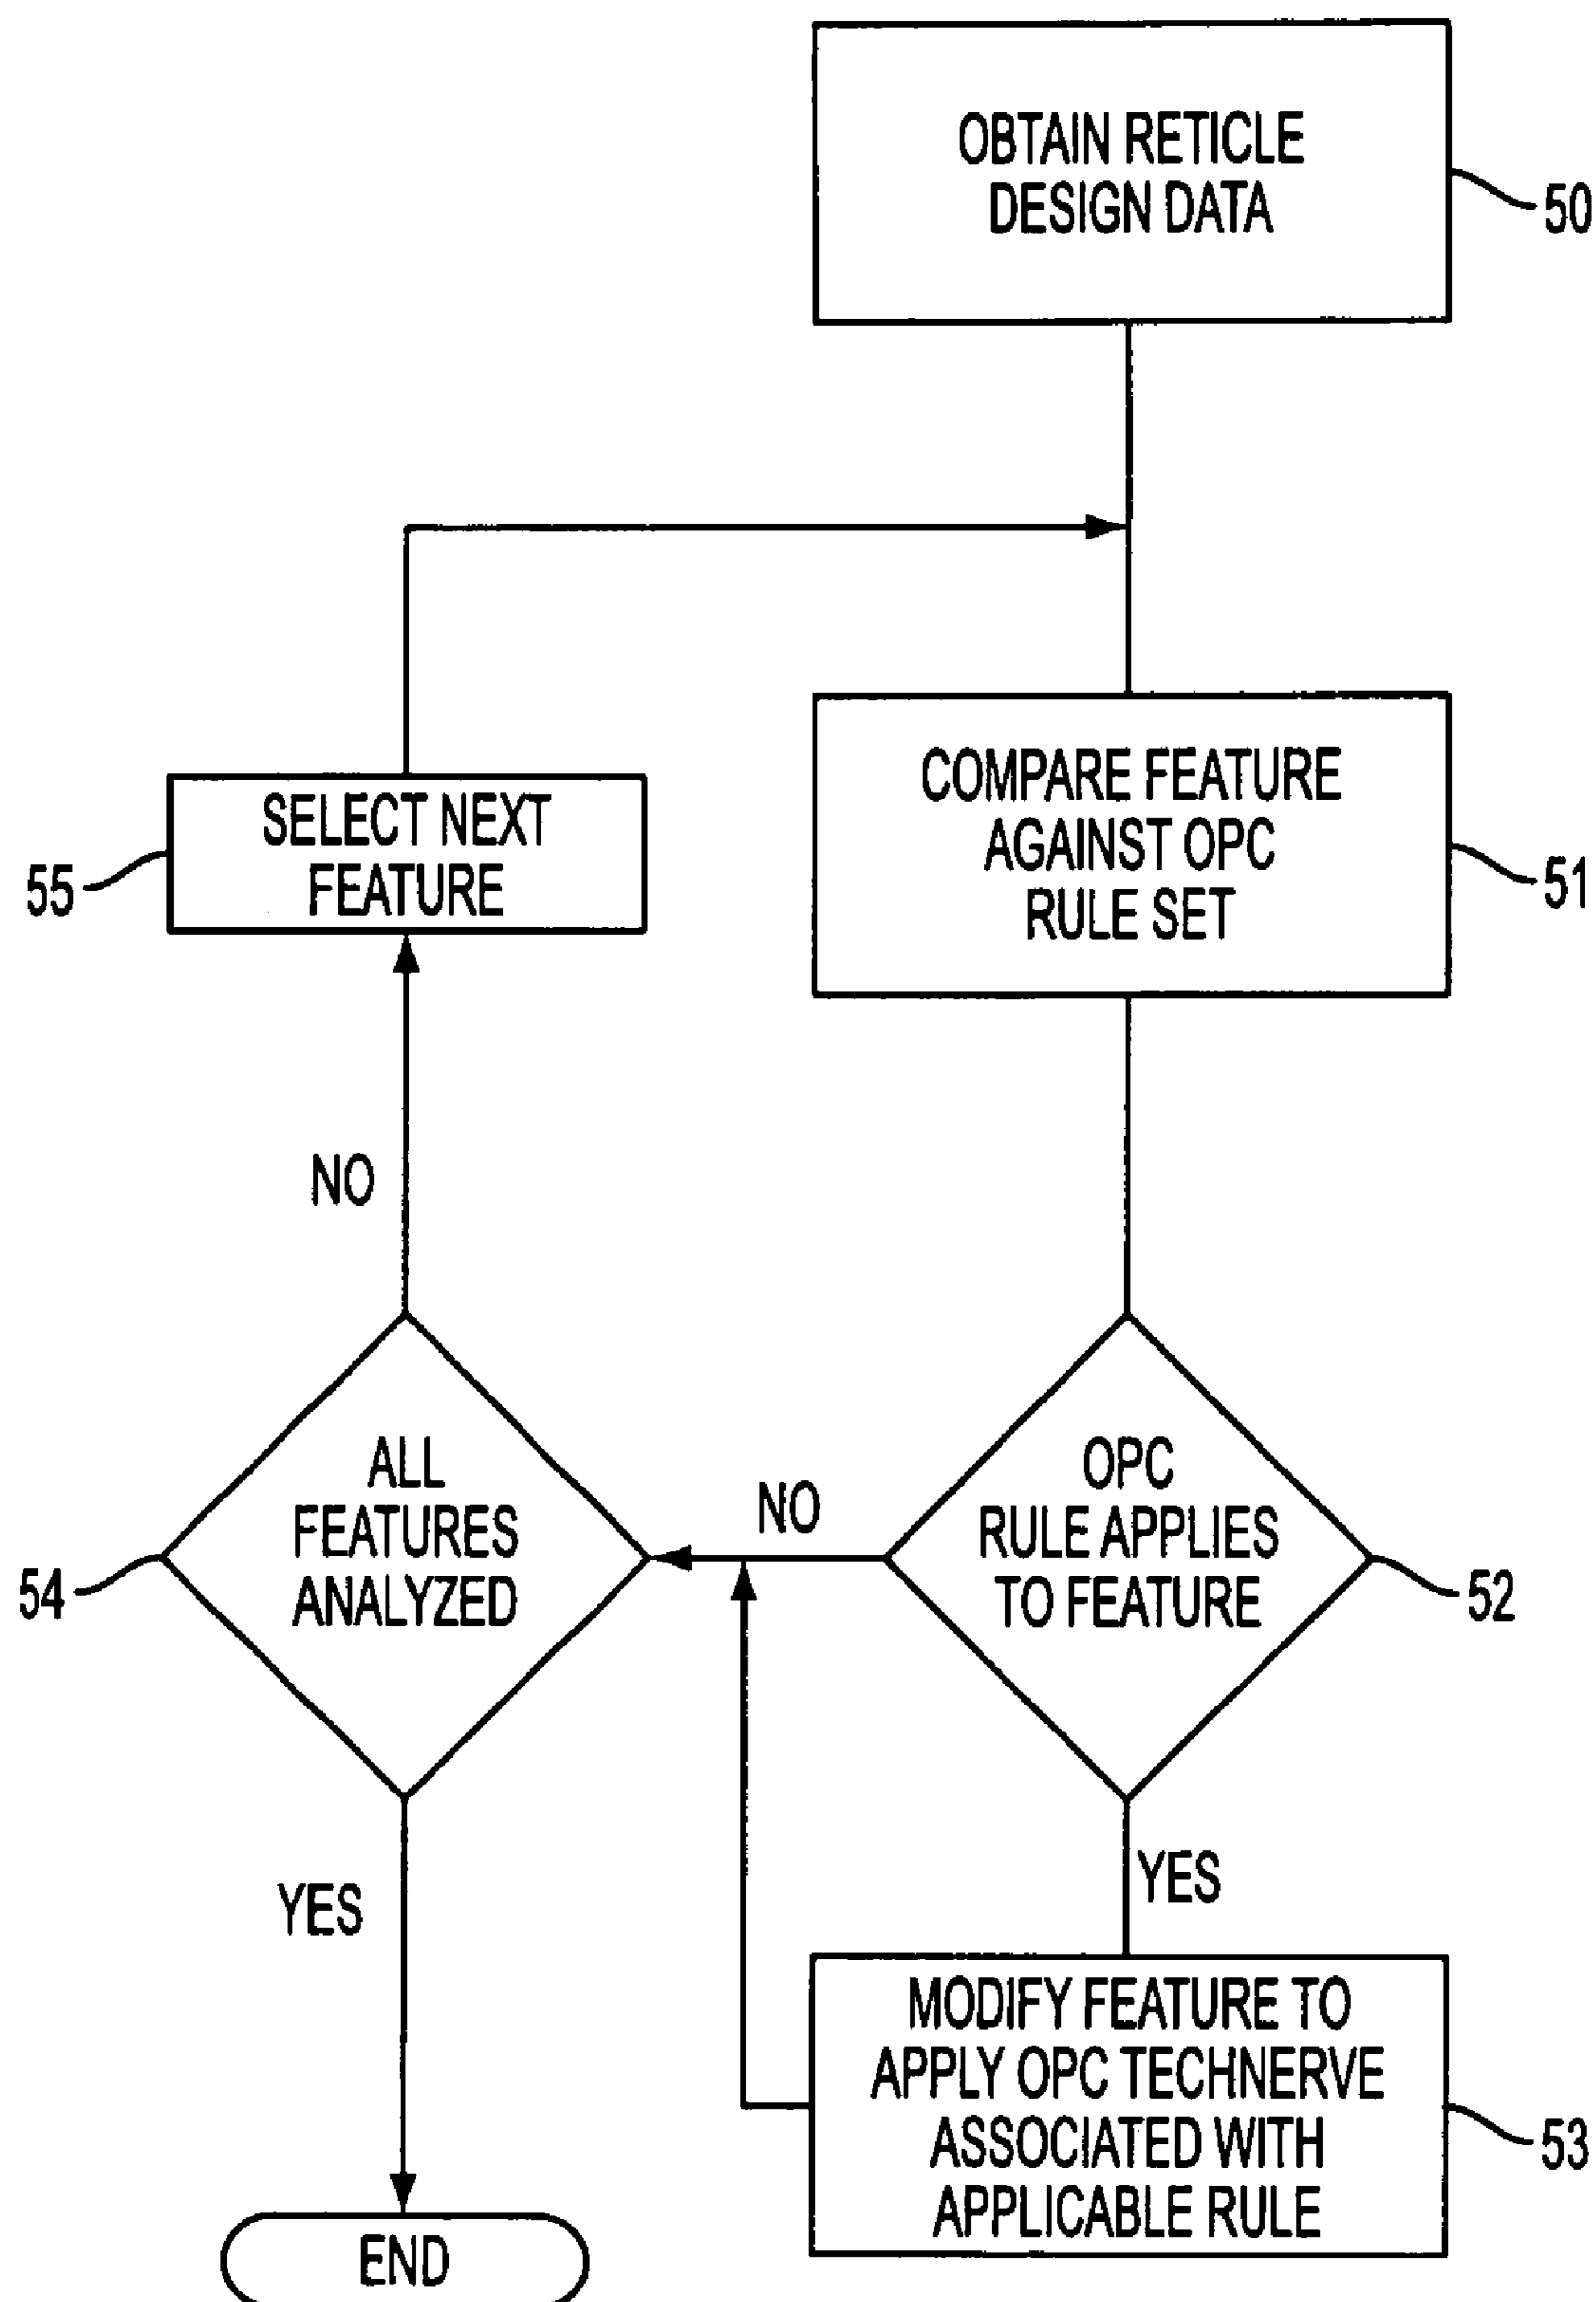 OBTAIN RETICLE
DESIGN DATA
50
COMPARE FEATURE
AGAINST OPC
RULE SET
51
SELECT NEXT
FEATURE
55
NO
ALL
FEATURES
ANALYZED
54
NO
OPC
RULE APPLIES
TO FEATURE
52
YES
YES
MODIFY FEATURE TO
APPLY OPC TECHNERVE
ASSOCIATED WITH
APPLICABLE RULE
53
END